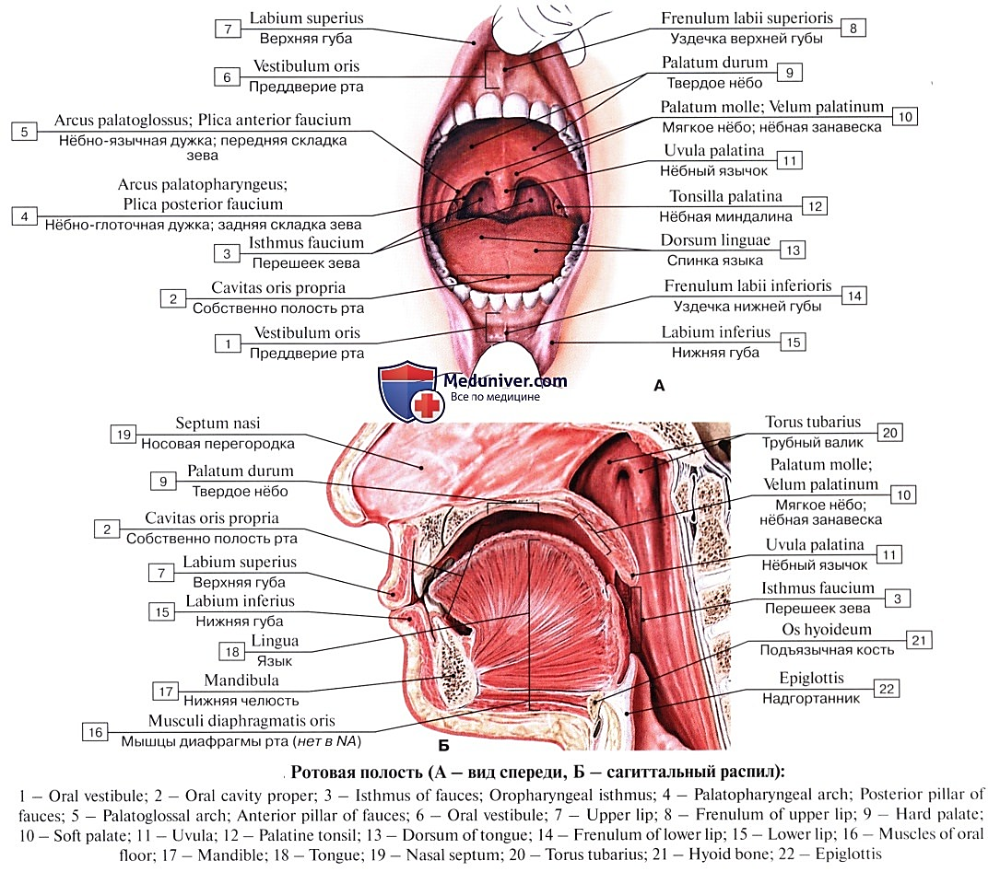 7
Labium superius
Верхняя губа
6
Vestibulum oris
Преддверие рта
5
Arcus palatoglossus; Plica anterior faucium
Нёбно-язычная дужка; передняя складка
зева
Arcus palatopharyngeus;
Plica posterior faucium
4
Нёбно-глоточная дужка; задняя складка зева
Isthmus faucium
3
Перешеек зева
Cavitas oris propria
2
Собственно полость рта
Vestibulum oris
1
Преддверие рта
Frenulum labii superioris
8
Уздечка верхней губы
Palatum durum
9
Твердое нёбо
Palatum molle; Velum palatinum
10
Мягкое нёбо; нёбная занавеска
Uvula palatina
11
Нёбный язычок
Tonsilla palatina
12
Нёбная миндалина
Dorsum linguae
13
Спинка языка
Frenulum labii inferioris
14
Уздечка нижней губы
Labium inferius
15
Нижняя губа
А
Meduniver.com
Все по медицине
Septum nasi
19
Носовая перегородка
Palatum durum
9
Твердое нёбо
Cavitas oris propria
2
Собственно полость рта
Labium superius
7
Верхняя губа
Labium inferius
15
Нижняя губа
Lingua
18
Язык
Mandibula
17
Нижняя челюсть
Musculi diaphragmatis oris
16
Мышцы диафрагмы рта (нет в NA)
Torus tubarius
20
Трубный валик
Palatum molle;
Velum palatinum
10
Мягкое нёбо;
нёбная занавеска
Uvula palatina
11
Нёбный язычок
Isthmus faucium
3
Перешеек зева
Os hyoideum
21
Подъязычная кость
Epiglottis
22
Надгортанник
Б
Ротовая полость (А – вид спереди, Б – сагиттальный распил):
1 – Oral vestibule; 2 – Oral cavity proper; 3 – Isthmus of fauces; Oropharyngeal isthmus; 4 – Palatopharyngeal arch; Posterior pillar of
fauces; 5 – Palatoglossal arch; Anterior pillar of fauces; 6 – Oral vestibule; 7 – Upper lip; 8 – Frenulum of upper lip; 9 – Hard palate;
10 – Soft palate; 11 – Uvula; 12 – Palatine tonsil; 13 – Dorsum of tongue; 14 – Frenulum of lower lip; 15 – Lower lip; 16 – Muscles of oral
floor; 17 – Mandible; 18 – Tongue; 19 – Nasal septum; 20 – Torus tubarius; 21 – Hyoid bone; 22 – Epiglottis